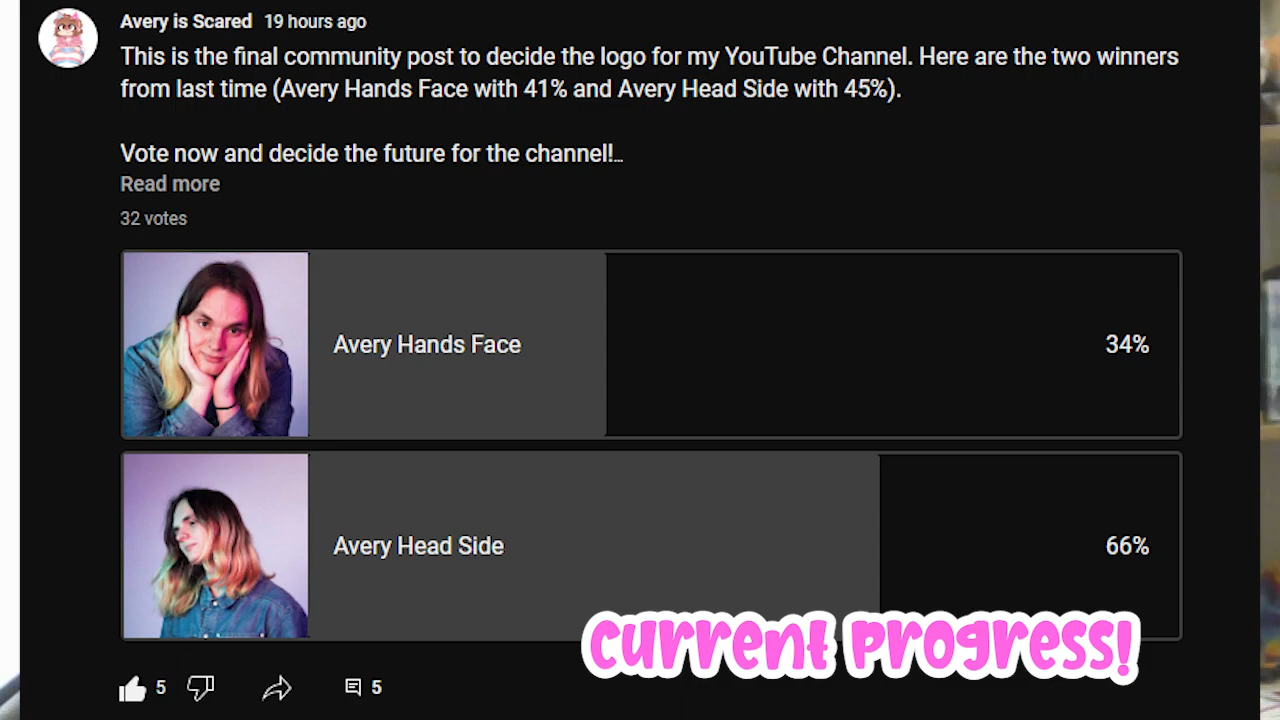 Avery is Scared 19 hours ago
This is the final community post to decide the logo for my YouTube Channel. Here are the two winners
from last time (Avery Hands Face with 41% and Avery Head Side with 45%).
Vote now and decide the future for the channel!...
Read more
32 votes
Avery Hands Face 34%
Avery Head Side 66%
current progress!
5 5